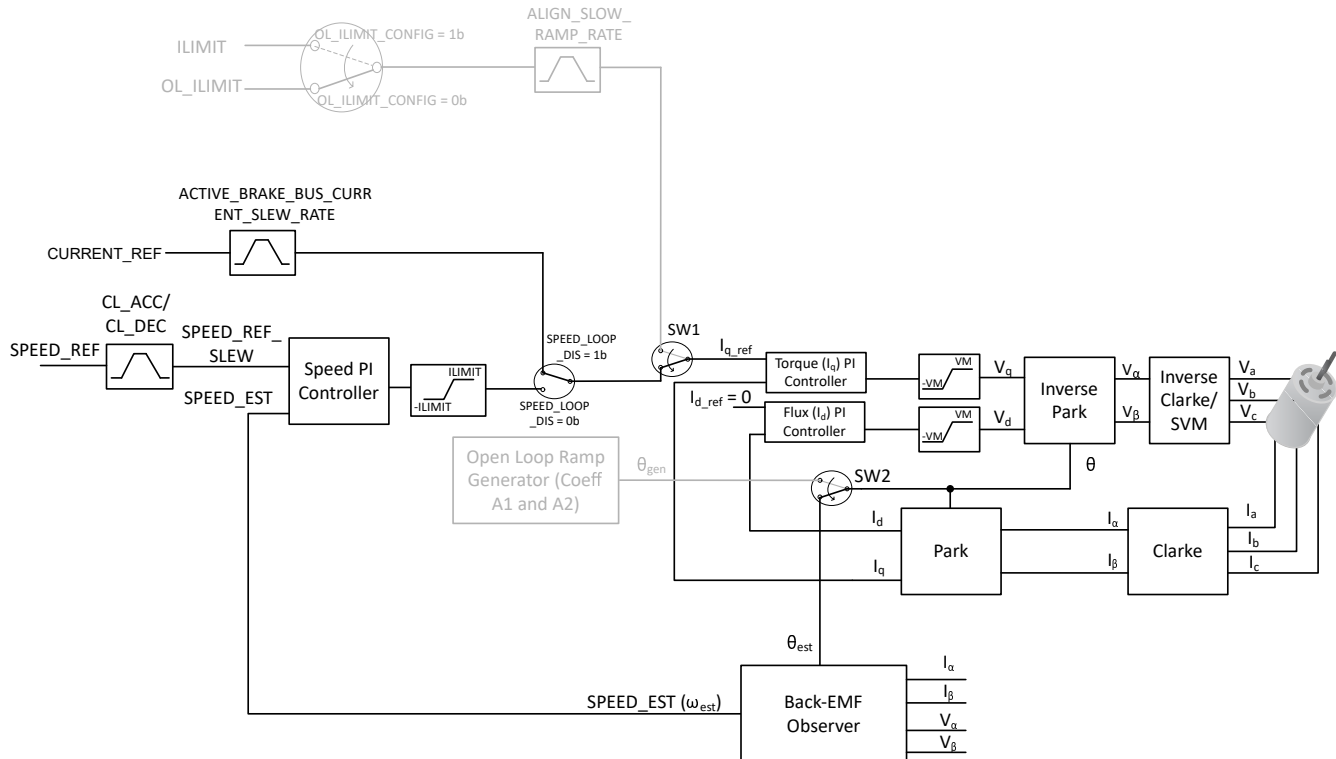 ALIGN_SLOW_
RAMP_RATE
OL_ILIMIT_CONFIG = 1b
ILIMIT
OL_ILIMIT
OL_ILIMIT_CONFIG = 0b
ACTIVE_BRAKE_BUS_CURR
ENT_SLEW_RATE
CURRENT_REF
CL_ACC/
CL_DEC
SPEED_REF
SPEED_REF_
SLEW
SPEED_EST
Speed PI
Controller
ILIMIT
-ILIMIT
SPEED_LOOP
_DIS = 1b
SPEED_LOOP
_DIS = 0b
SW1
Iq_ref
Torque (Iq) PI
Controller
Id_ref = 0
Flux (Id) PI
Controller
VM
-VM
Vq
VM
-VM
Vd
Inverse
Park
Vα
Vβ
Inverse
Clarke/
SVM
Va
Vb
Vc
Open Loop Ramp
Generator (Coeff
A1 and A2)
θgen
SW2
θ
Id
Iq
Park
Iα
Iβ
Clarke
Ia
Ib
Ic
θest
SPEED_EST (ωest)
Back-EMF
Observer
Iα
Iβ
Vα
Vβ